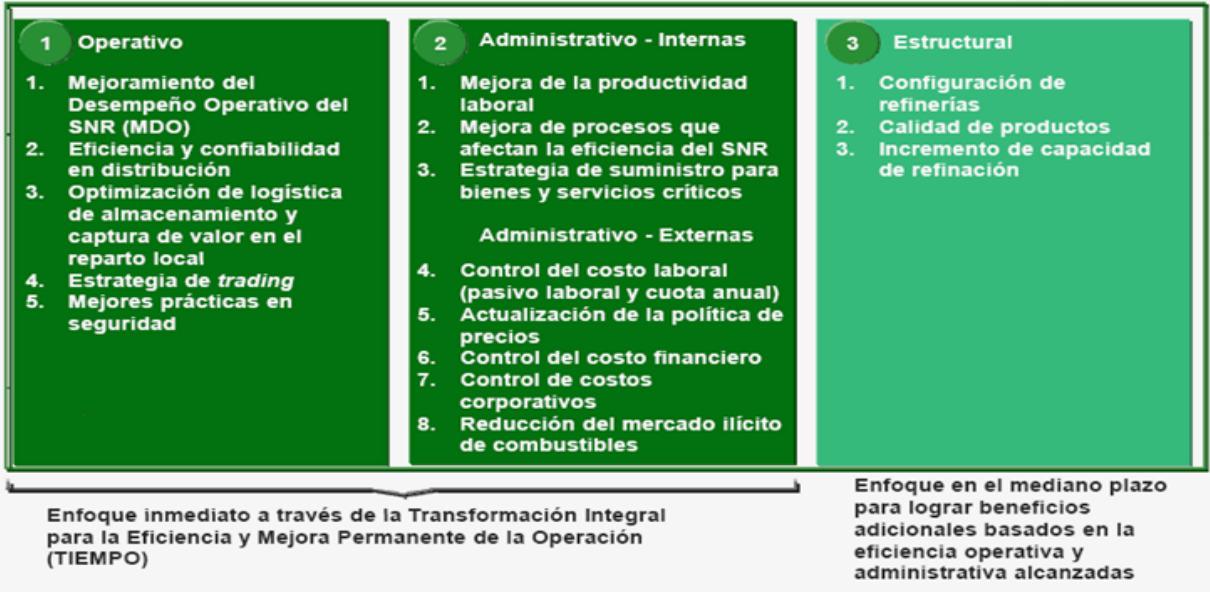 1 Operativo
1. Mejoramiento del
Desempeño Operativo del
SNR (MDO)
2. Eficiencia y confiabilidad
en distribución
3. Optimización de logística
de almacenamiento y
captura de valor en el
reparto local
4. Estrategia de trading
5. Mejores prácticas en
seguridad
2 Administrativo - Internas
1. Mejora de la productividad
laboral
2. Mejora de procesos que
afectan la eficiencia del SNR
3. Estrategia de suministro para
bienes y servicios críticos
Administrativo - Externas
4. Control del costo laboral
(pasivo laboral y cuota anual)
5. Actualización de la política de
precios
6. Control del costo financiero
7. Control de costos
corporativos
8. Reducción del mercado ilícito
de combustibles
3 Estructural
1. Configuración de
refinerías
2. Calidad de productos
3. Incremento de capacidad
de refinación
Enfoque inmediato a través de la Transformación Integral
para la Eficiencia y Mejora Permanente de la Operación
(TIEMPO)
Enfoque en el mediano plazo
para lograr beneficios
adicionales basados en la
eficiencia operativa y
administrativa alcanzadas